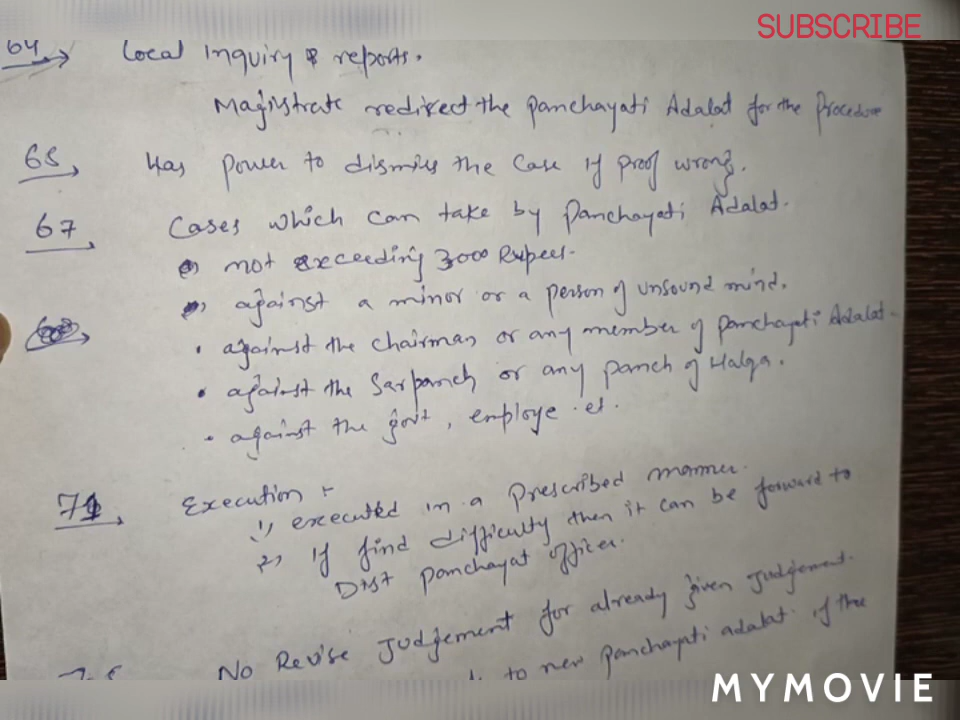 SUBSCRIBE
64, Local Inquiry & reports.
Magistrate redirect the Panchayati Adalat for the Procedure
65, Has power to dismiss the Case if Proof wrong.
67, Cases which can take by Panchayati Adalat.
not exceeding 3000 Rupees.
against a minor or a person of unsound mind.
• against the chairman or any member of Panchayati Adalat.
• against the Sarpanch or any panch of Halqa.
• against the govt, employe et.
71, Execution :-
1, executed in a Prescribed manner.
2, If find difficulty then it can be forward to
Dist Panchayat officer.
No Revise Judgement for already given Judgement.
to new panchayati adalat if the
MYMOVIE